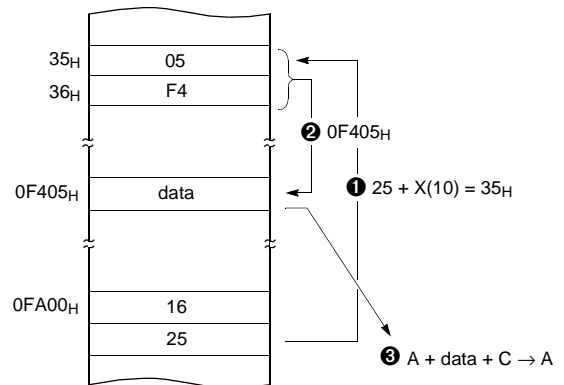 35H 05
36H F4
❷ 0F405H
0F405H data
❶ 25 + X(10) = 35H
0FA00H 16
25
❸ A + data + C → A